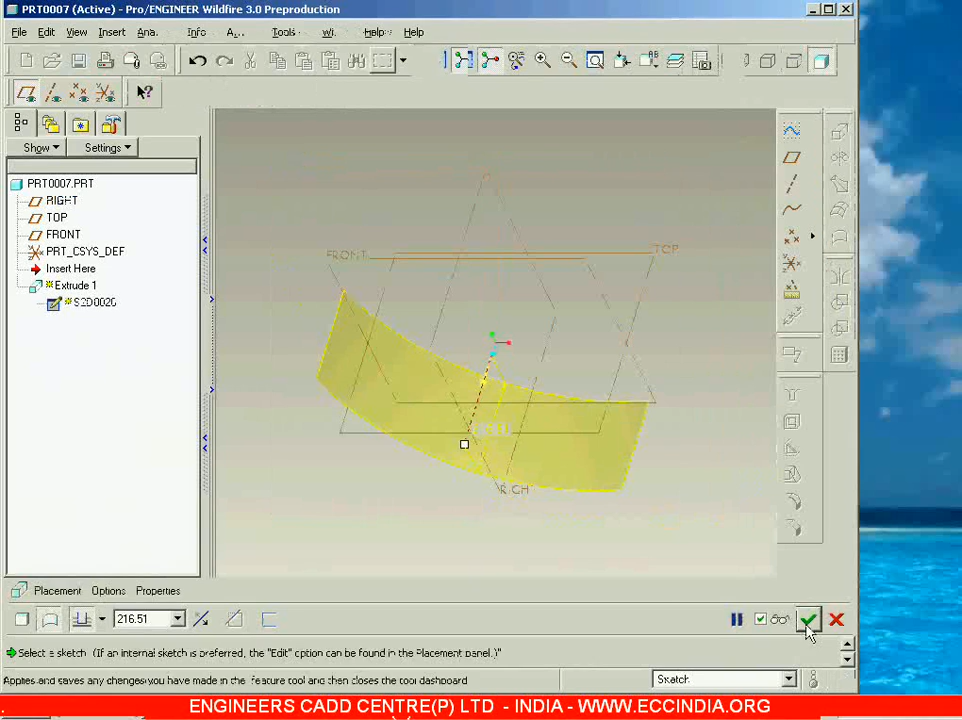 PRT0007 (Active) - Pro/ENGINEER Wildfire 3.0 Preproduction
File Edit View Insert Ana. Info A... Tools Wi. Help Help
Show Settings
PRT0007.PRT
RIGHT
TOP
FRONT
PRT_CSYS_DEF
Insert Here
*Extrude 1
*S2D0020
FRONT
TOP
Placement Options Properties
216.51
Select a sketch (If an internal sketch is preferred, the "Edit" option can be found in the Placement panel.)"
Applies and saves any changes you have made in the feature tool and then closes the tool dashboard
Sketch
ENGINEERS CADD CENTRE(P) LTD - INDIA - WWW.ECCINDIA.ORG